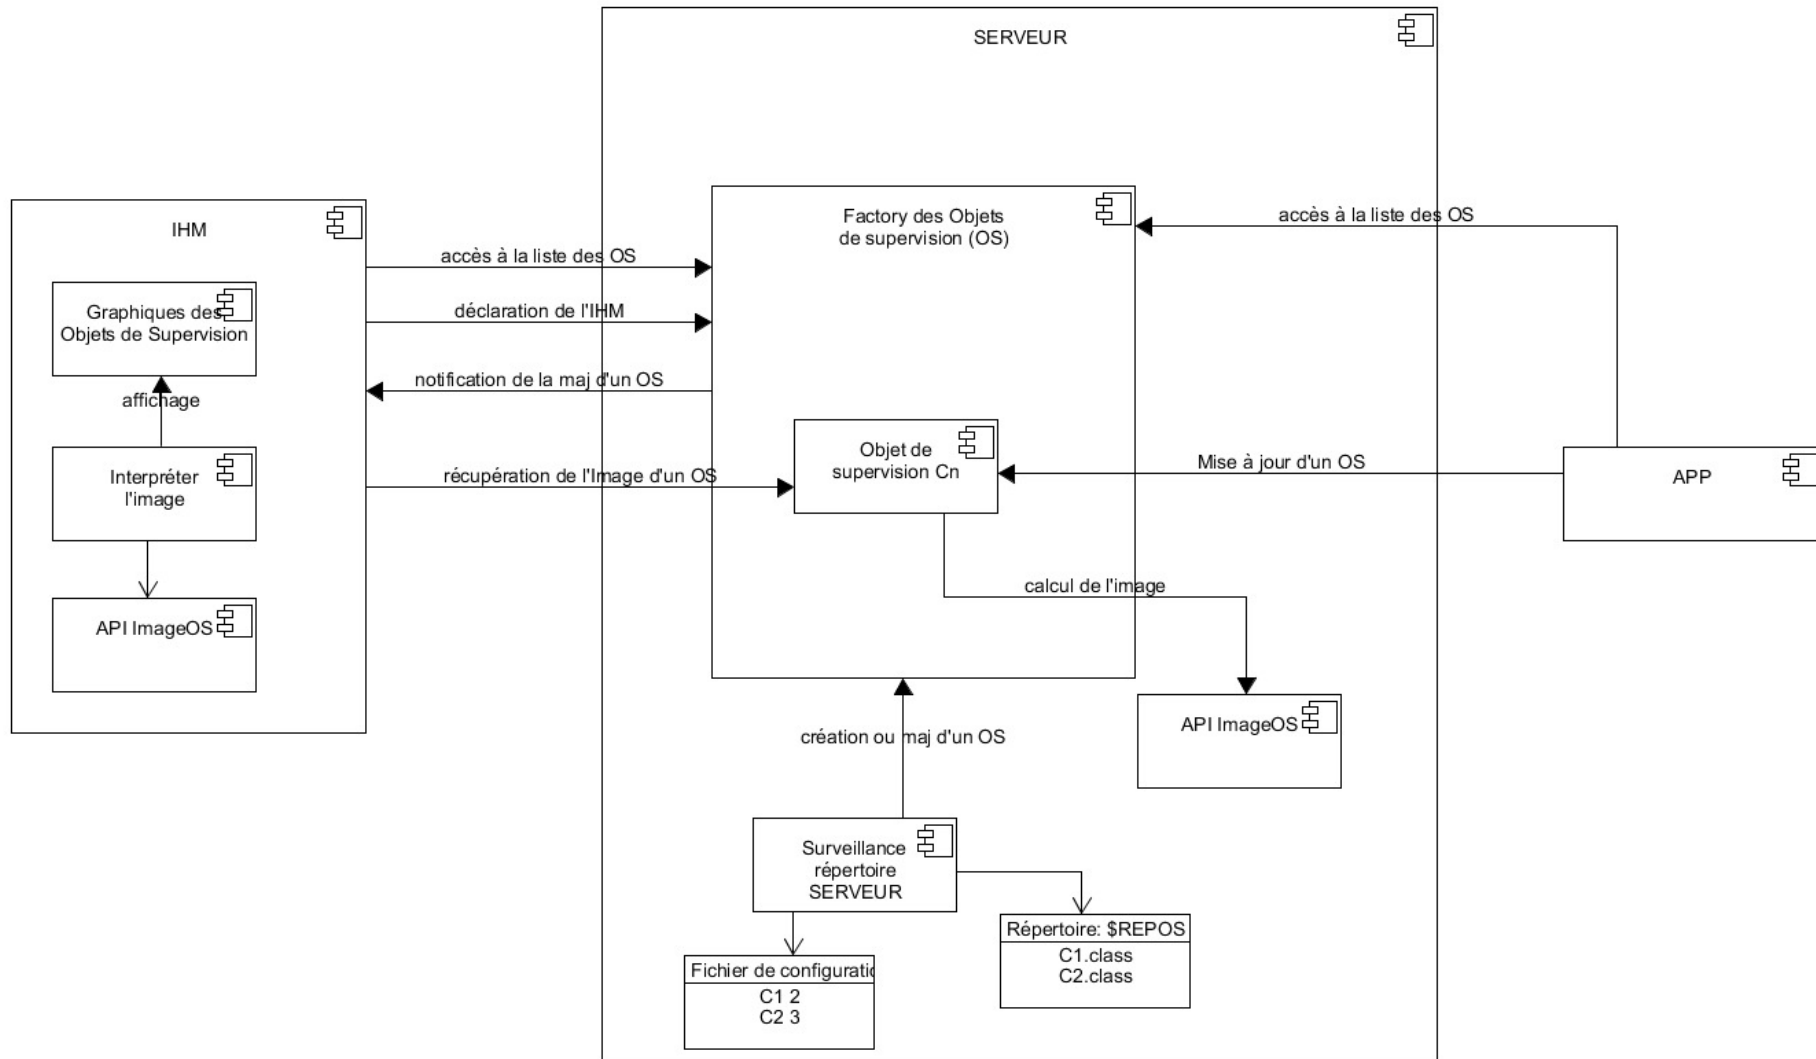 SERVEUR
IHM
Graphiques des
Objets de Supervision
affichage
Interpréter
l'image
API ImageOS
accès à la liste des OS
déclaration de l'IHM
notification de la maj d'un OS
récupération de l'Image d'un OS
Factory des Objets
de supervision (OS)
Objet de
supervision Cn
accès à la liste des OS
Mise à jour d'un OS
APP
calcul de l'image
API ImageOS
création ou maj d'un OS
Surveillance
répertoire
SERVEUR
Répertoire: $REPOS
C1.class
C2.class
Fichier de configuratio
C1 2
C2 3